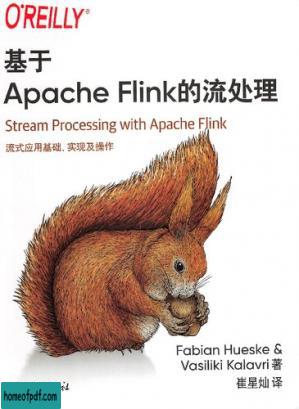 O'REILLY®
基于
Apache Flink的流处理
Stream Processing with Apache Flink
流式应用基础、实现及操作
Fabian Hueske &
Vasiliki Kalavri 著
崔星灿 译
homeofpdf.com